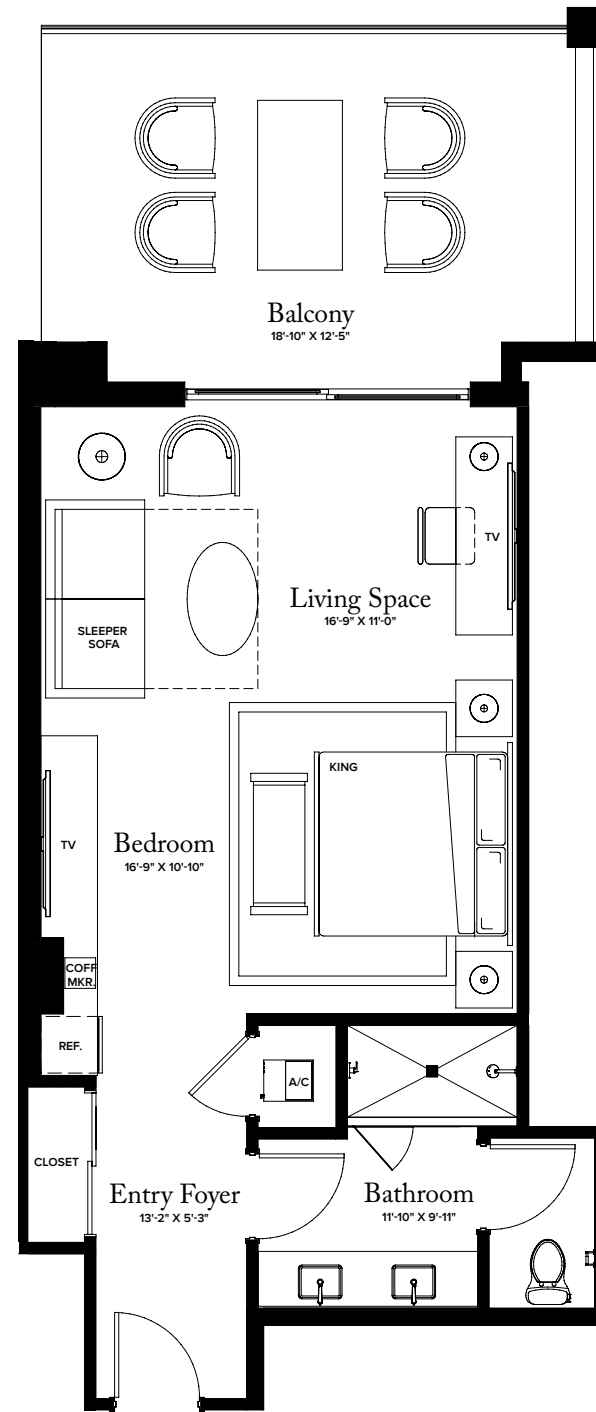 Balcony
18'-10" X 12'-5"
TV
Living Space
16'-9" X 11'-0"
SLEEPER
SOFA
KING
TV
Bedroom
16'-9" X 10'-10"
COFF
MKR.
REF.
A/C
CLOSET
Entry Foyer
13'-2" X 5'-3"
Bathroom
11'-10" X 9'-11"